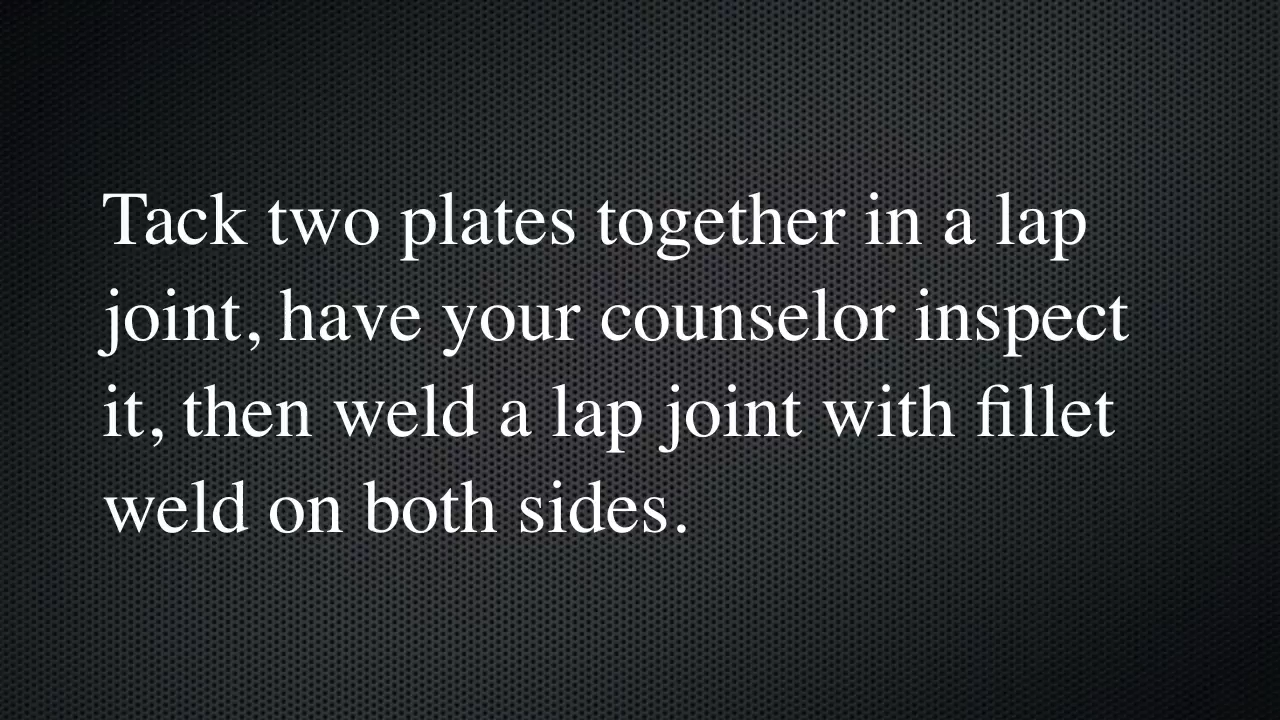 Tack two plates together in a lap
joint, have your counselor inspect
it, then weld a lap joint with fillet
weld on both sides.